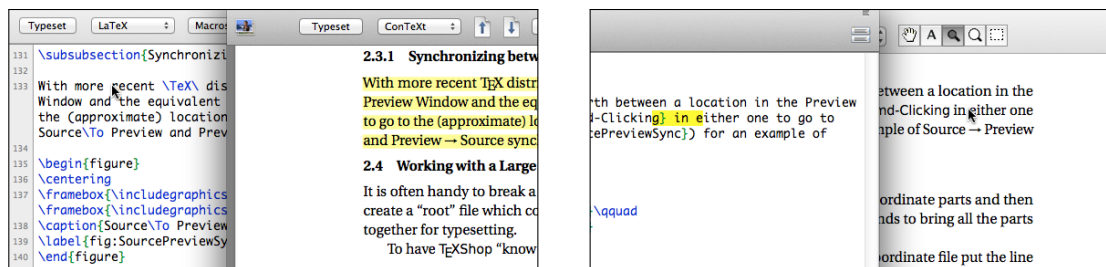 Typeset LaTeX Macros
131 \subsubsection{Synchronizi
132
133 With more recent \TeX\ dis
Window and the equivalent
the (approximate) location
Source\To Preview and Prev
134
135 \begin{figure}
136 \centering
137 \framebox{\includegraphics
\framebox{\includegraphics
138 \caption{Source\To Preview
139 \label{fig:SourcePreviewSy
140 \end{figure}
Typeset ConTeXt
2.3.1 Synchronizing betw
With more recent TEX distri
Preview Window and the eq
to go to the (approximate) lo
and Preview → Source sync
2.4 Working with a Large
It is often handy to break a
create a “root” file which co
together for typesetting.
To have TEXShop “know
rth between a location in the Preview
d-Clicking} in either one to go to
cePreviewSync}) for an example of
}\qquad
A
etween a location in the
nd-Clicking in either one
mple of Source → Preview
ordinate parts and then
nds to bring all the parts
ordinate file put the line